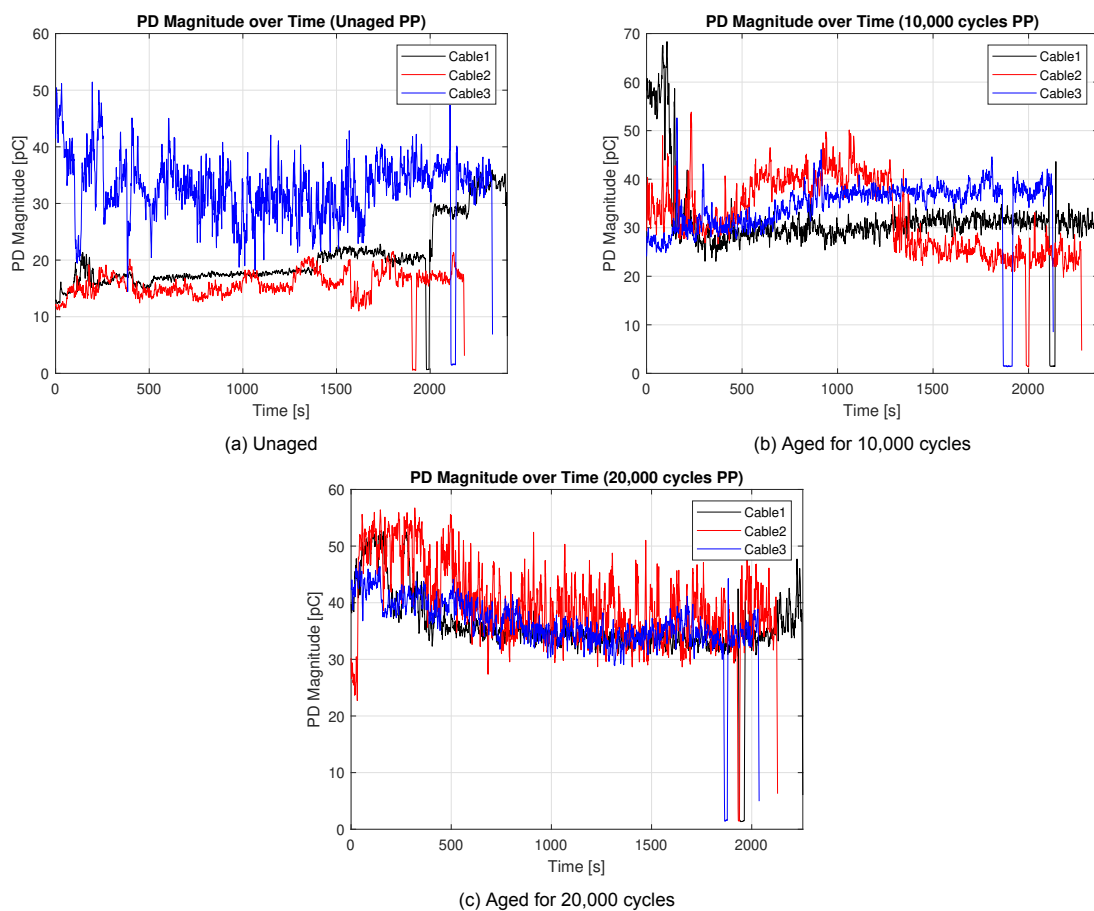 PD Magnitude over Time (Unaged PP)
60
50
40
30
20
10
0
PD Magnitude [pC]
Cable1
Cable2
Cable3
0 500 1000 1500 2000
Time [s]
(a) Unaged
PD Magnitude over Time (10,000 cycles PP)
70
60
50
40
30
20
10
0
PD Magnitude [pC]
Cable1
Cable2
Cable3
0 500 1000 1500 2000
Time [s]
(b) Aged for 10,000 cycles
PD Magnitude over Time (20,000 cycles PP)
60
50
40
30
20
10
0
PD Magnitude [pC]
Cable1
Cable2
Cable3
0 500 1000 1500 2000
Time [s]
(c) Aged for 20,000 cycles